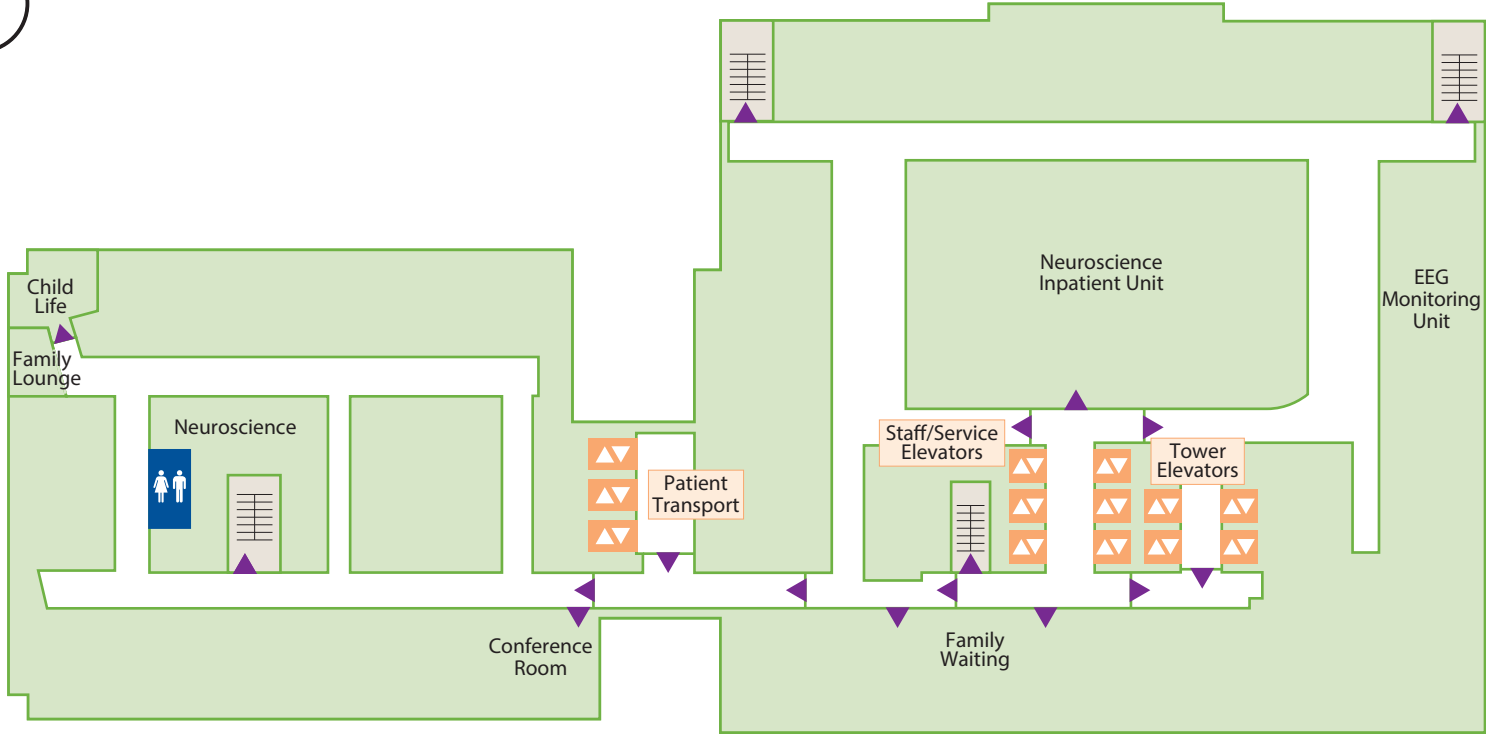 Neuroscience
Inpatient Unit
EEG
Monitoring
Unit
Child
Life
Family
Lounge
Neuroscience
Staff/Service
Elevators
Tower
Elevators
Patient
Transport
Conference
Room
Family
Waiting